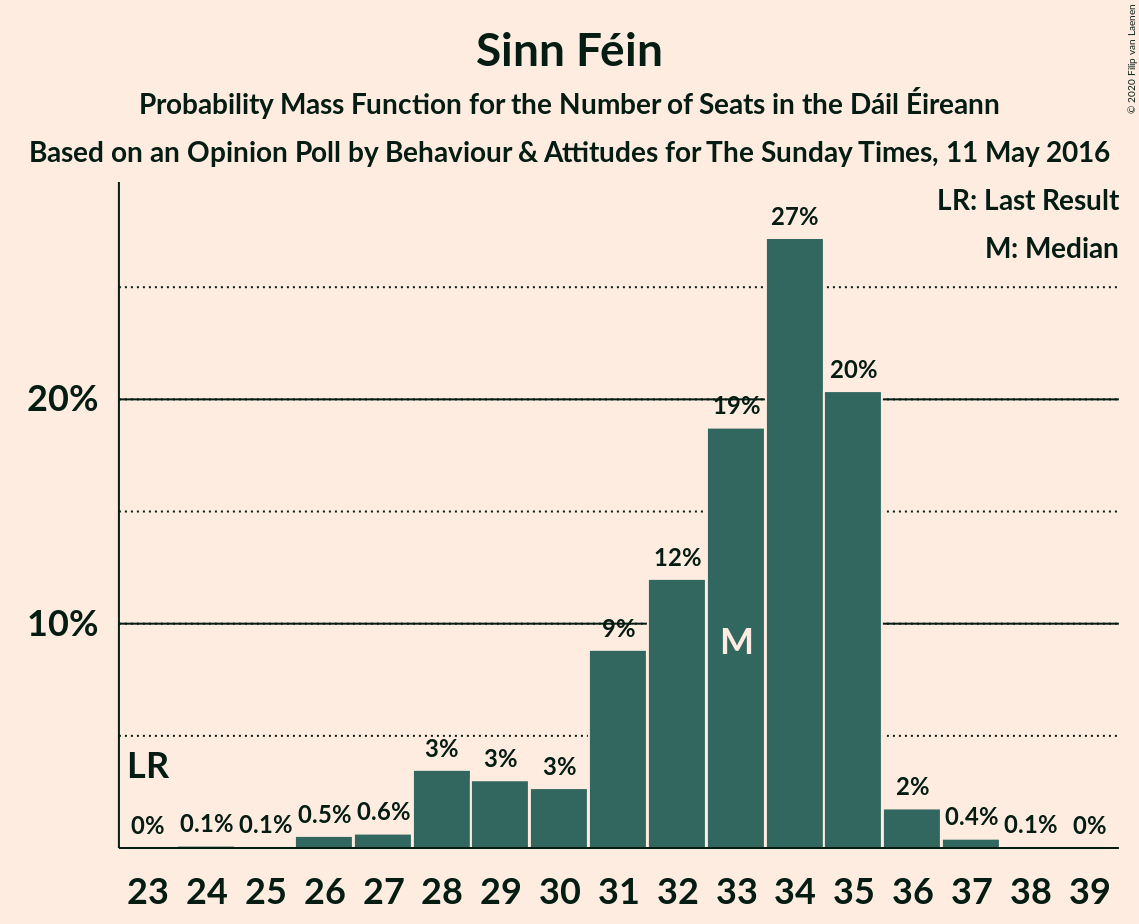 Sinn Féin
Probability Mass Function for the Number of Seats in the Dáil Éireann
Based on an Opinion Poll by Behaviour & Attitudes for The Sunday Times, 11 May 2016
© 2020 Filip van Laenen
LR: Last Result
M: Median
27%
20%
20%
19%
12%
10%
9%
M
LR
3%
3%
3%
2%
0%
0.1%
0.1%
0.5%
0.6%
0.4%
0.1%
0%
23 24 25 26 27 28 29 30 31 32 33 34 35 36 37 38 39